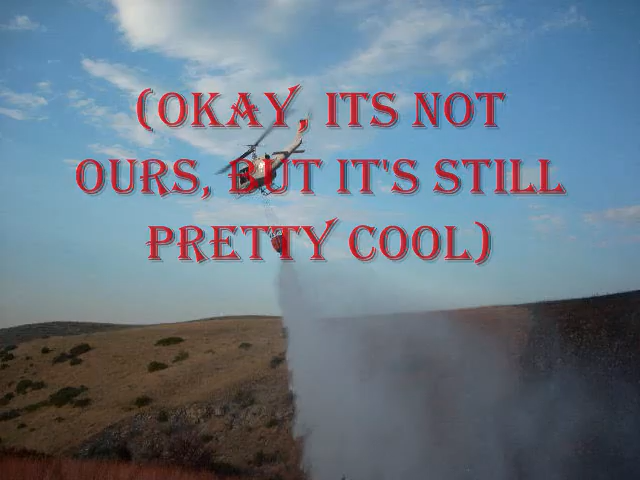 (OKAY, ITS NOT
OURS, BUT IT'S STILL
PRETTY COOL)